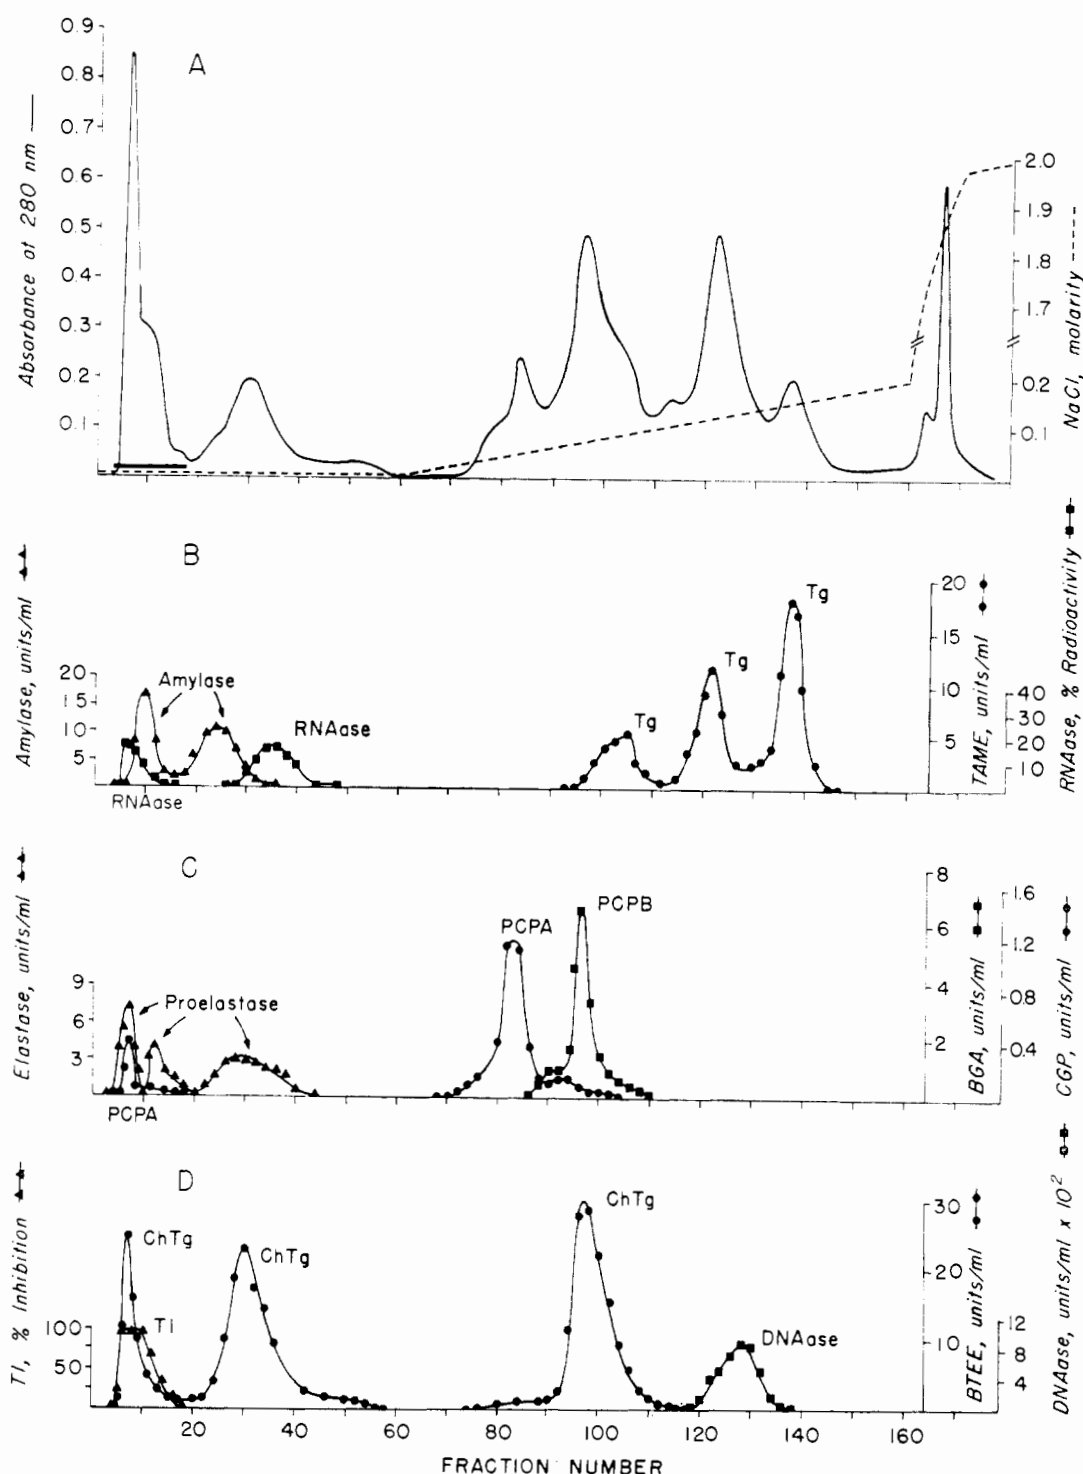 A
Absorbance at 280 nm
0.9
0.8
0.7
0.6
0.5
0.4
0.3
0.2
0.1
2.0
1.9
1.8
1.7
0.2
0.1
NaCl, molarity
B
Amylase, units/ml
20
15
10
5
Amylase
RNAase
RNAase
Tg
Tg
Tg
20
15
10
5
TAME, units/ml
40
30
20
10
RNAase, % Radioactivity
C
Elastase, units/ml
9
6
3
Proelastase
PCPA
PCPA
PCPB
8
6
4
2
BGA, units/ml
1.6
1.2
0.8
0.4
CGP, units/ml
D
TI, % Inhibition
100
50
ChTg
TI
ChTg
ChTg
DNAase
30
20
10
BTEE, units/ml
12
8
4
DNAase, units/ml x 10²
20 40 60 80 100 120 140 160
FRACTION NUMBER